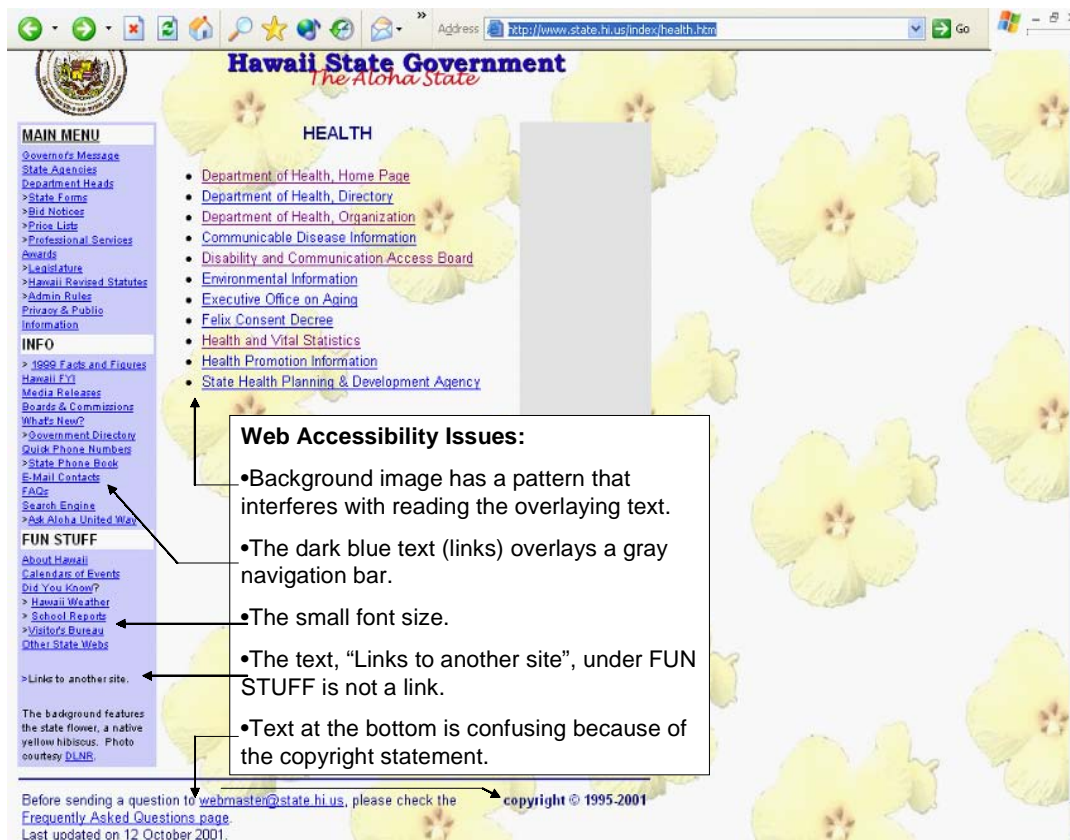 »
Address http://www.state.hi.us/index/health.htm
Go
Hawaii State Government
The Aloha State
MAIN MENU
Governor's Message
State Agencies
Department Heads
>State Forms
>Bid Notices
>Price Lists
>Professional Services
Awards
>Legislature
>Hawaii Revised Statutes
>Admin Rules
Privacy & Public
Information
INFO
> 1999 Facts and Figures
Hawaii FYI
Media Releases
Boards & Commissions
What's New?
>Government Directory
Quick Phone Numbers
>State Phone Book
E-Mail Contacts
FAQs
Search Engine
>Ask Aloha United Way
FUN STUFF
About Hawaii
Calendars of Events
Did You Know?
> Hawaii Weather
> School Reports
>Visitor's Bureau
Other State Webs
>Links to another site.
The background features
the state flower, a native
yellow hibiscus. Photo
courtesy DLNR.
HEALTH
• Department of Health, Home Page
• Department of Health, Directory
• Department of Health, Organization
• Communicable Disease Information
• Disability and Communication Access Board
• Environmental Information
• Executive Office on Aging
• Felix Consent Decree
• Health and Vital Statistics
• Health Promotion Information
• State Health Planning & Development Agency
Web Accessibility Issues:
•Background image has a pattern that
interferes with reading the overlaying text.
•The dark blue text (links) overlays a gray
navigation bar.
•The small font size.
•The text, “Links to another site”, under FUN
STUFF is not a link.
•Text at the bottom is confusing because of
the copyright statement.
Before sending a question to webmaster@state.hi.us, please check the
Frequently Asked Questions page.
Last updated on 12 October 2001.
copyright © 1995-2001